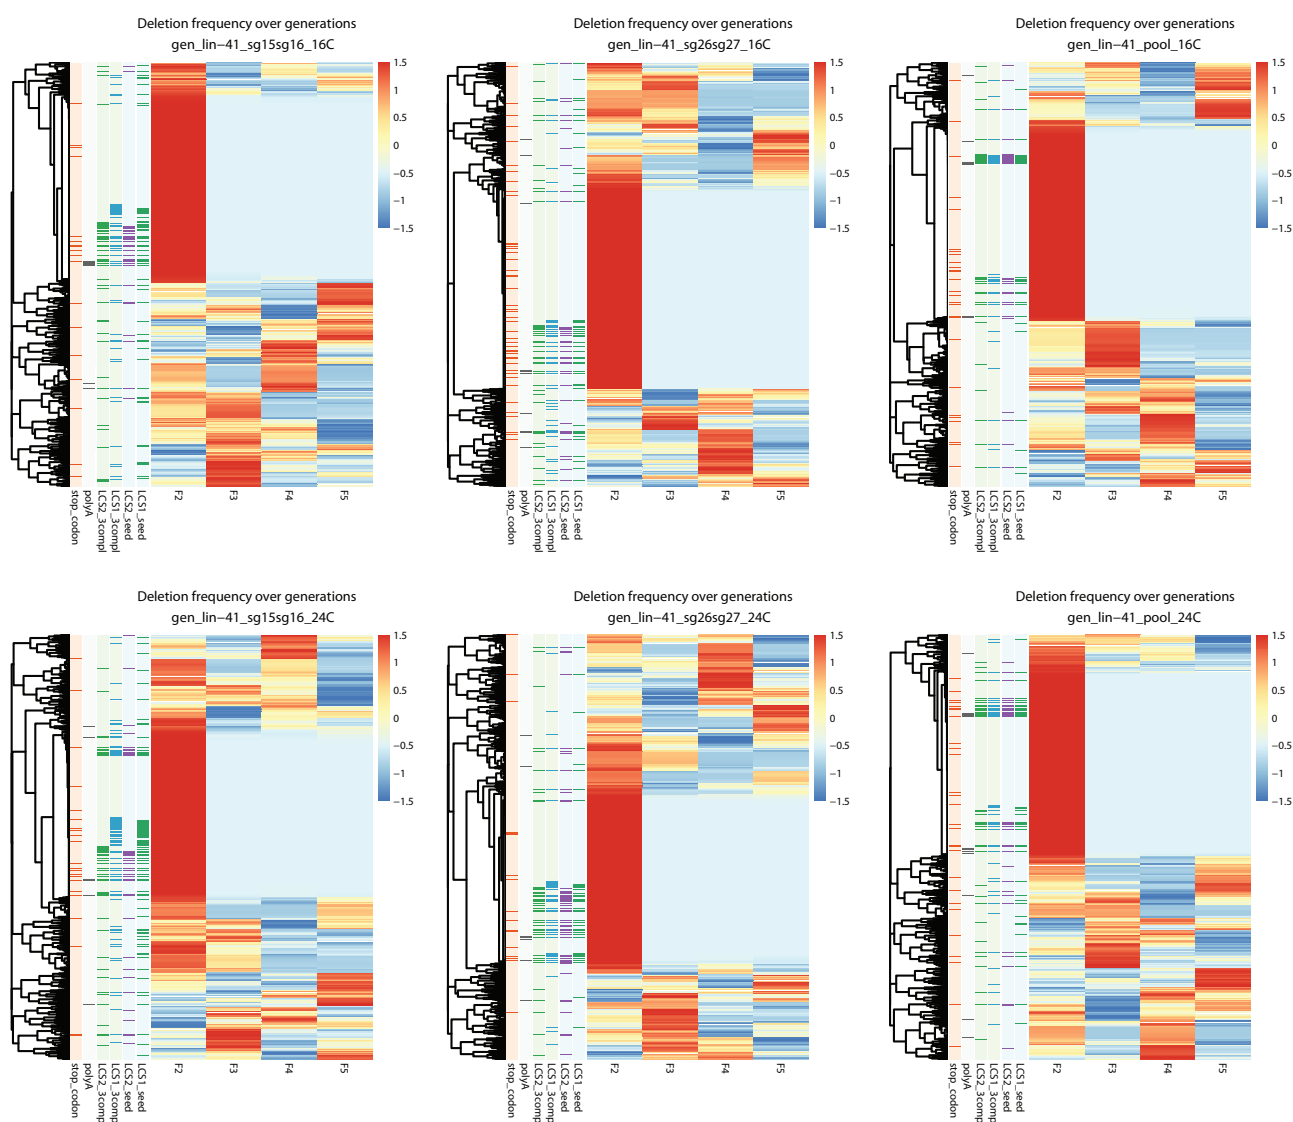 Deletion frequency over generations
gen_lin−41_sg15sg16_16C
1.5
1
0.5
0
−0.5
−1
−1.5
F2
F3
F4
F5
stop_codon
polyA
LCS2_3compl
LCS1_3compl
LCS2_seed
LCS1_seed
Deletion frequency over generations
gen_lin−41_sg26sg27_16C
1.5
1
0.5
0
−0.5
−1
−1.5
F2
F3
F4
F5
stop_codon
polyA
LCS2_3compl
LCS1_3compl
LCS2_seed
LCS1_seed
Deletion frequency over generations
gen_lin−41_pool_16C
1.5
1
0.5
0
−0.5
−1
−1.5
F2
F3
F4
F5
stop_codon
polyA
LCS2_3compl
LCS1_3compl
LCS2_seed
LCS1_seed
Deletion frequency over generations
gen_lin−41_sg15sg16_24C
1.5
1
0.5
0
−0.5
−1
−1.5
F2
F3
F4
F5
stop_codon
polyA
LCS2_3comp
LCS1_3comp
LCS2_seed
LCS1_seed
Deletion frequency over generations
gen_lin−41_sg26sg27_24C
1.5
1
0.5
0
−0.5
−1
−1.5
F2
F3
F4
F5
stop_codon
polyA
LCS2_3comp
LCS1_3comp
LCS2_seed
LCS1_seed
Deletion frequency over generations
gen_lin−41_pool_24C
1.5
1
0.5
0
−0.5
−1
−1.5
F2
F3
F4
F5
stop_codon
polyA
LCS2_3comp
LCS1_3comp
LCS2_seed
LCS1_seed